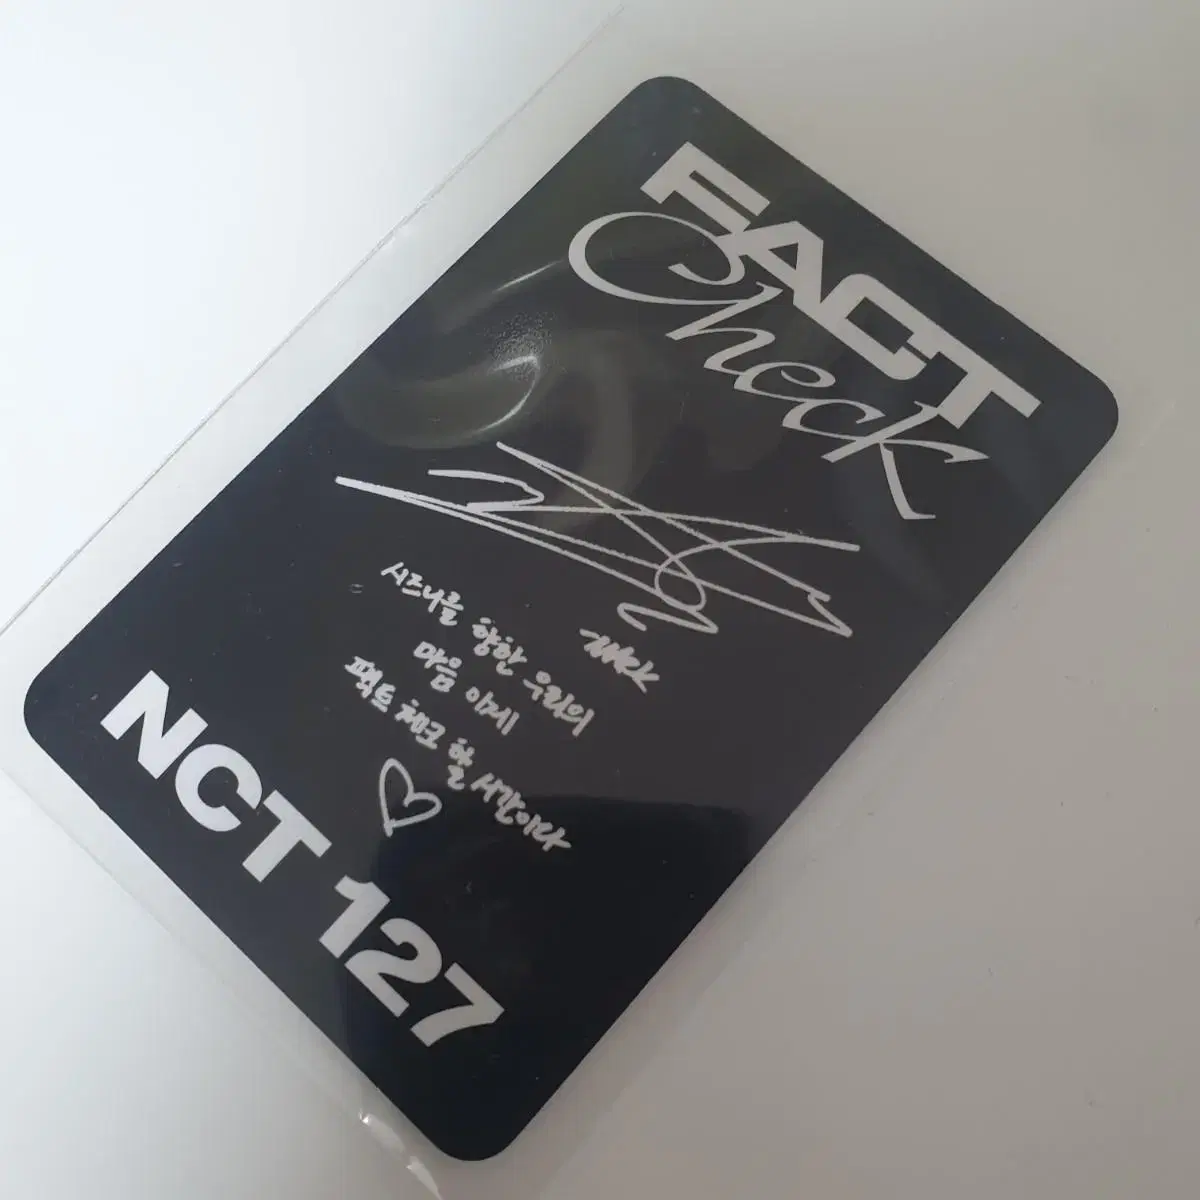 FACT
Check
시즈니를 향한 우리의
마음 이제
팩트 체크 할 시간이다
♡
NCT 127